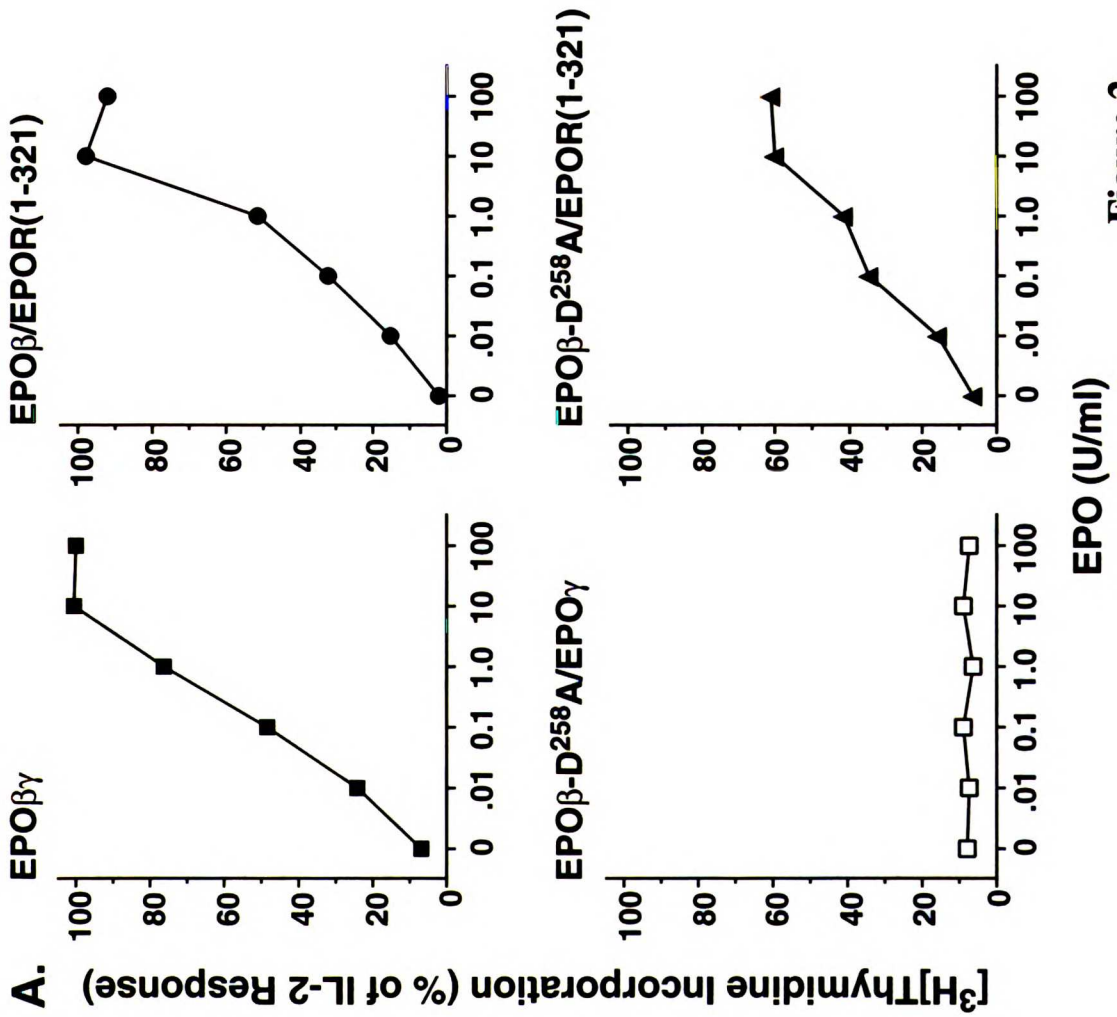 A.
[³H]Thymidine Incorporation (% of IL-2 Response)
EPOβγ
100
80
60
40
20
0
0 .01 0.1 1.0 10 100
EPOβ/EPOR(1-321)
100
80
60
40
20
0
0 .01 0.1 1.0 10 100
EPOβ-D²⁵⁸A/EPOγ
100
80
60
40
20
0
0 .01 0.1 1.0 10 100
EPOβ-D²⁵⁸A/EPOR(1-321)
100
80
60
40
20
0
0 .01 0.1 1.0 10 100
EPO (U/ml)